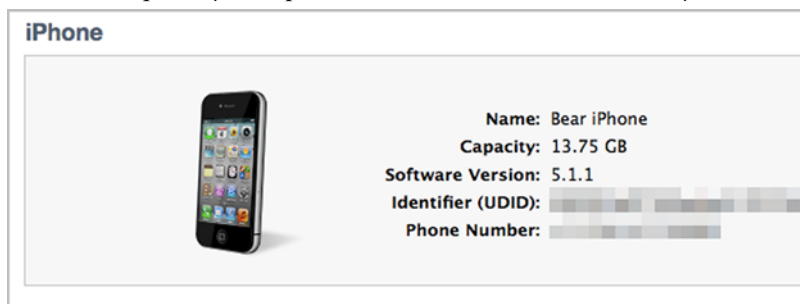 iPhone
Name: Bear iPhone
Capacity: 13.75 GB
Software Version: 5.1.1
Identifier (UDID):
Phone Number: